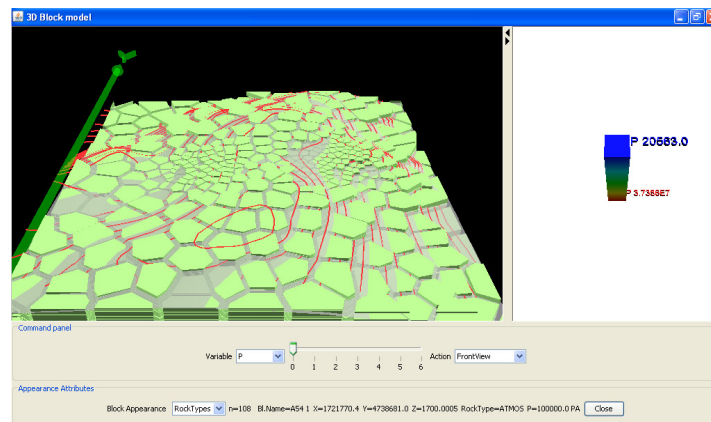 3D Block model
Y
P 20563.0
P 3.7366E7
Command panel
Variable P
0 1 2 3 4 5 6
Action FrontView
Appearance Attributes
Block Appearance RockTypes n=108 Bl.Name=A54 1 X=1721770.4 Y=4738681.0 Z=1700.0005 RockType=ATMOS P=100000.0 PA Close